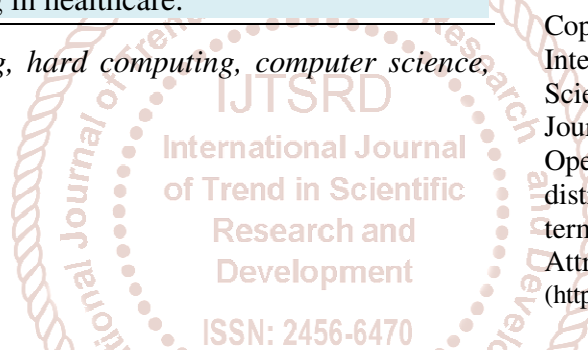 g in healthcare.
g, hard computing, computer science,
IJTSRD
International Journal
of Trend in Scientific
Research and
Development
ISSN: 2456-6470
Cop
Inte
Scie
Jour
Ope
dist
term
Attr
(http